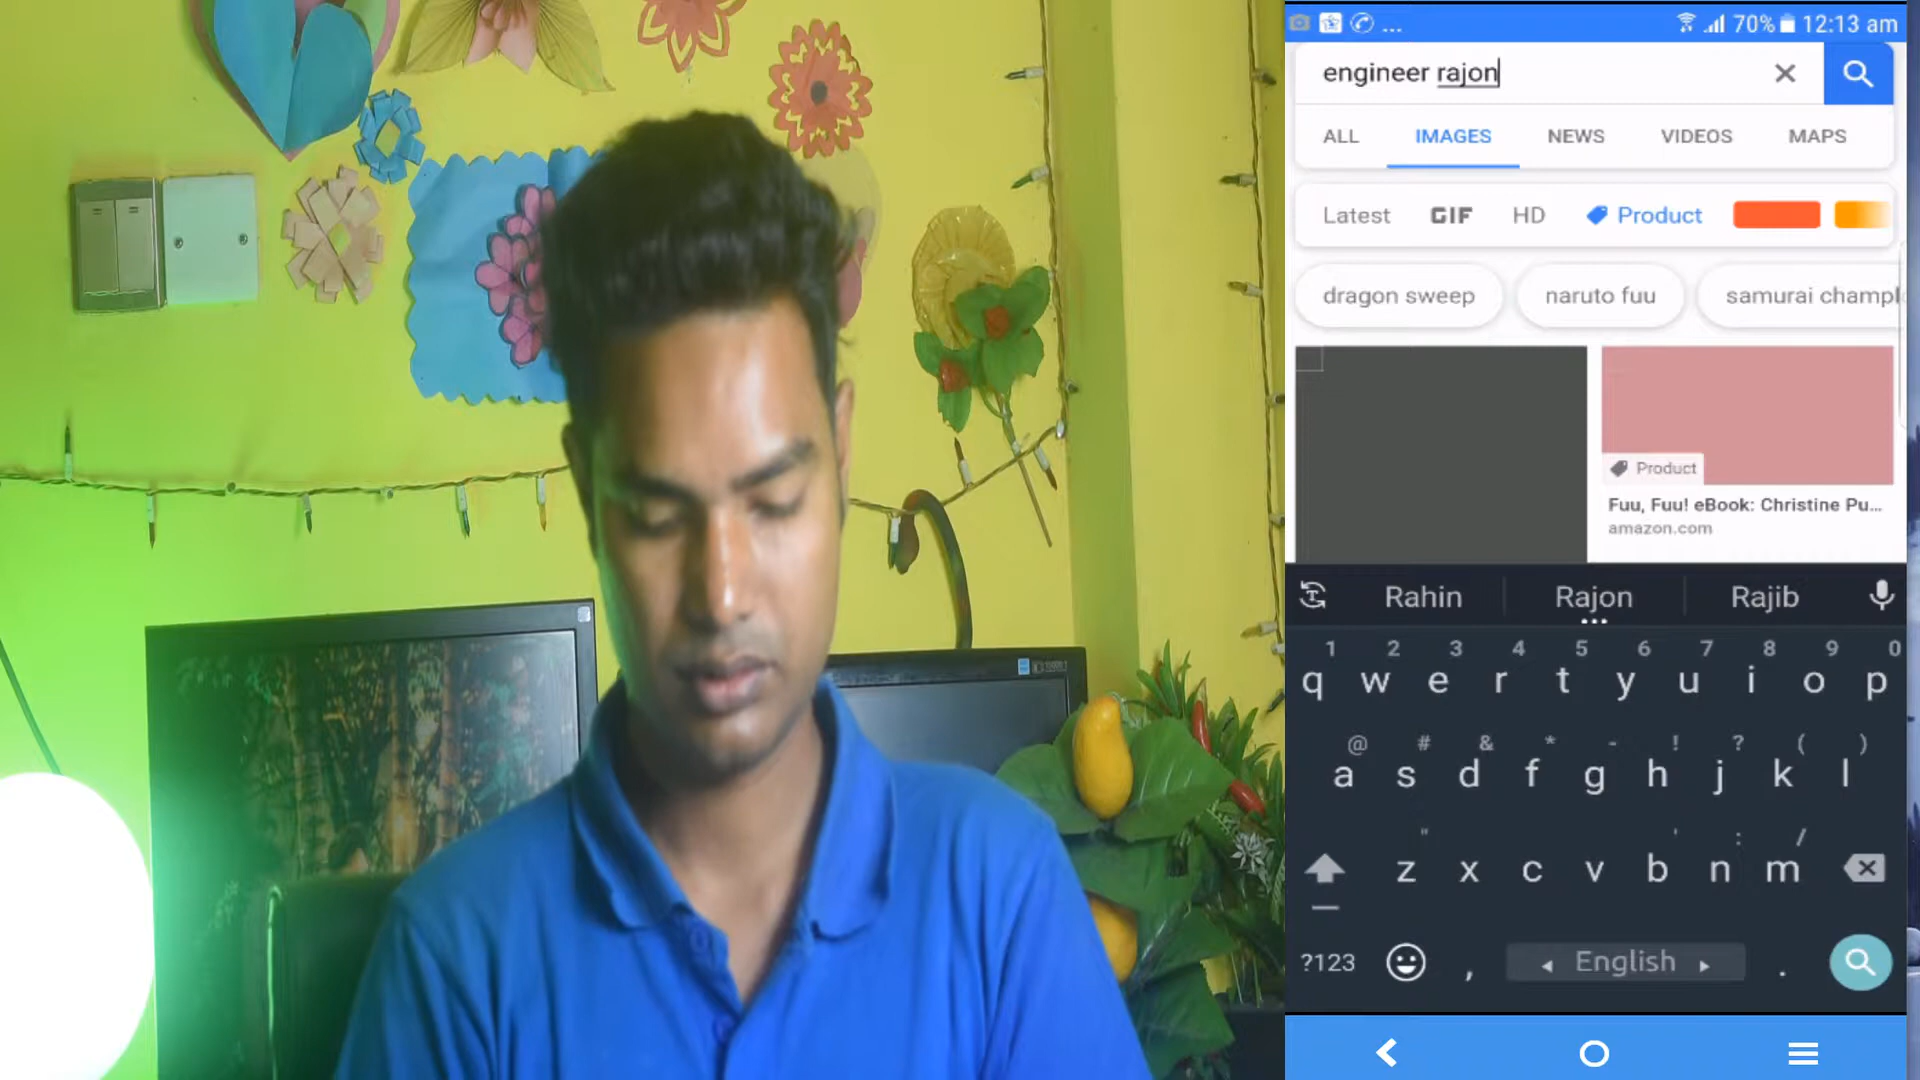 ... 70% 12:13 am
engineer rajon
ALL IMAGES NEWS VIDEOS MAPS
Latest GIF HD Product
dragon sweep naruto fuu samurai champl
Product
Fuu, Fuu! eBook: Christine Pu...
amazon.com
Rahin Rajon Rajib
1 2 3 4 5 6 7 8 9 0
q w e r t y u i o p
@ # & * - ! ? ( )
a s d f g h j k l
" ' : /
z x c v b n m
?123 , English .